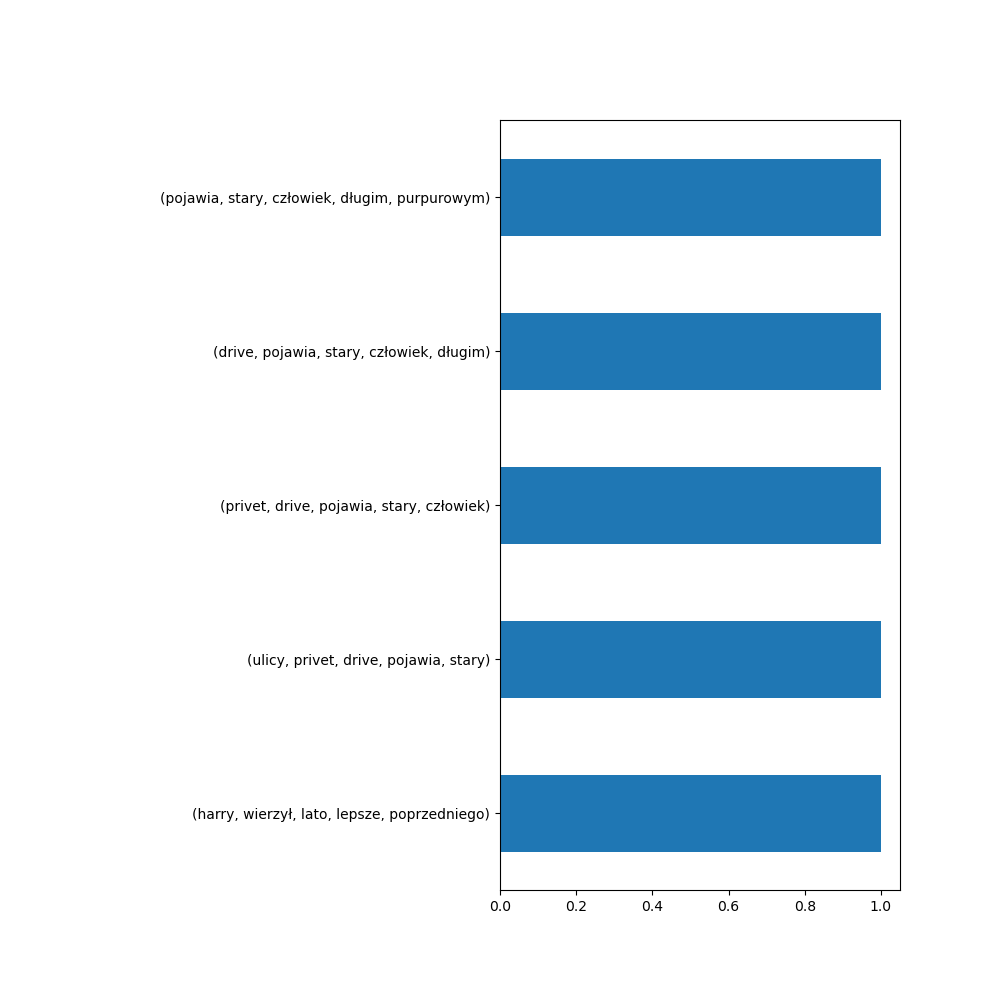 (pojawia, stary, człowiek, długim, purpurowym)
(drive, pojawia, stary, człowiek, długim)
(privet, drive, pojawia, stary, człowiek)
(ulicy, privet, drive, pojawia, stary)
(harry, wierzył, lato, lepsze, poprzedniego)
0.0 0.2 0.4 0.6 0.8 1.0